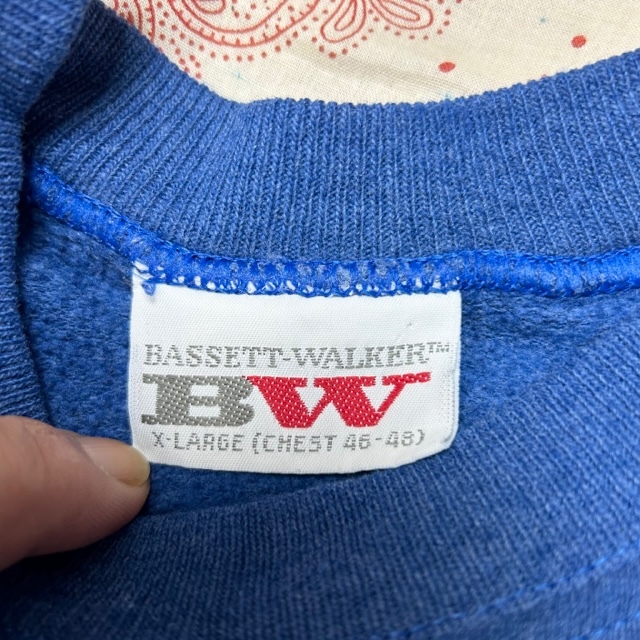 BASSETT-WALKER™
BW
X-LARGE (CHEST 46-48)